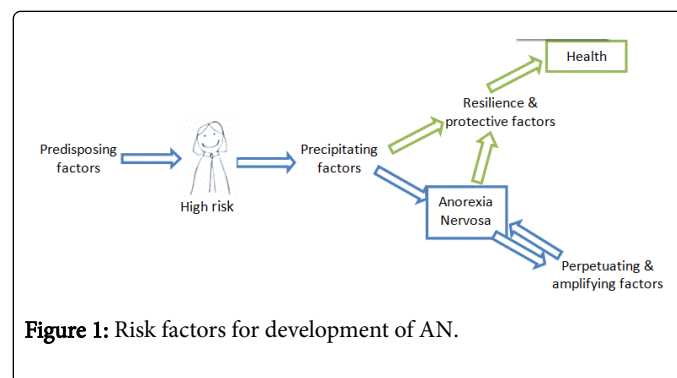 Health
Resilience &
protective factors
Predisposing
factors
High risk
Precipitating
factors
Anorexia
Nervosa
Perpetuating &
amplifying factors
Figure 1: Risk factors for development of AN.